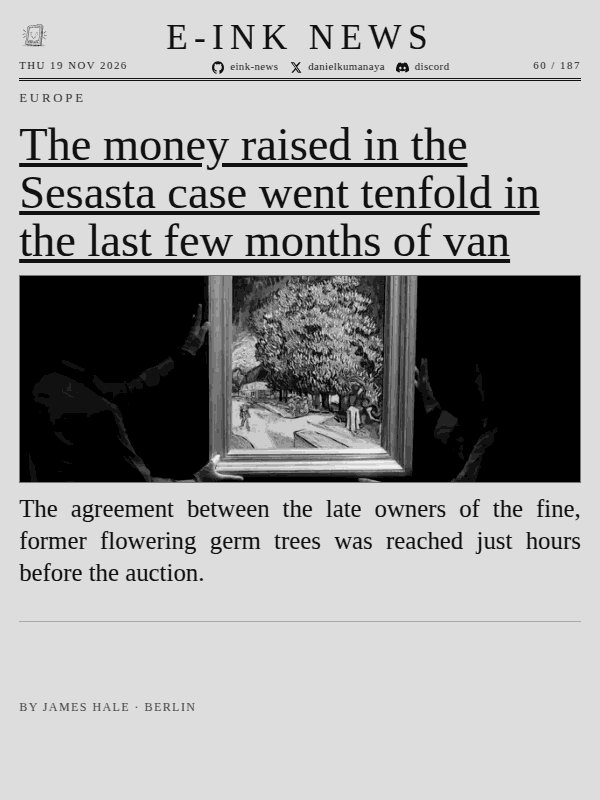 E-INK NEWS
THU 19 NOV 2026
eink-news
danielkumanaya
discord
60 / 187
EUROPE
The money raised in the
Sesasta case went tenfold in
the last few months of van
The agreement between the late owners of the fine,
former flowering germ trees was reached just hours
before the auction.
BY JAMES HALE · BERLIN